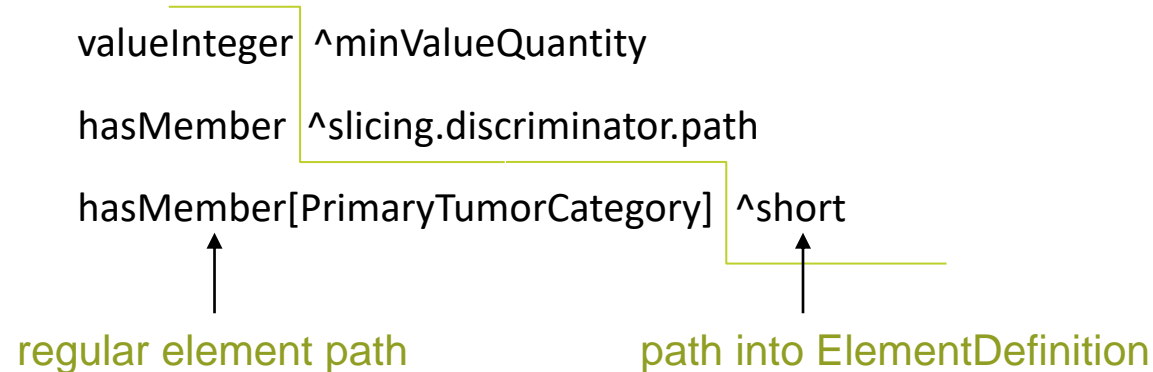 valueInteger ^minValueQuantity
hasMember ^slicing.discriminator.path
hasMember[PrimaryTumorCategory] ^short
regular element path path into ElementDefinition